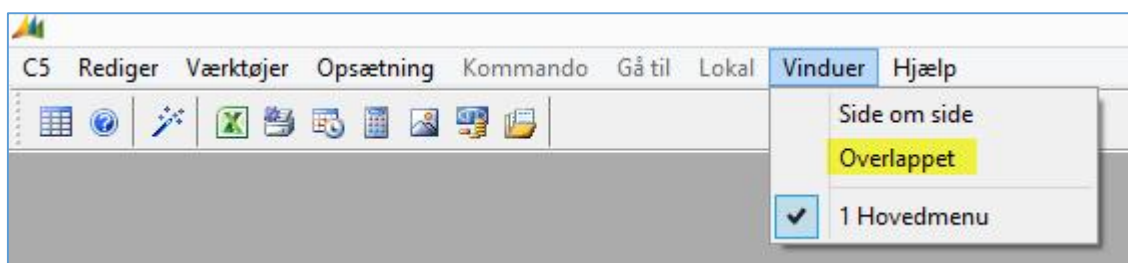 C5 Rediger Værktøjer Opsætning Kommando Gå til Lokal Vinduer Hjælp
Side om side
Overlappet
1 Hovedmenu